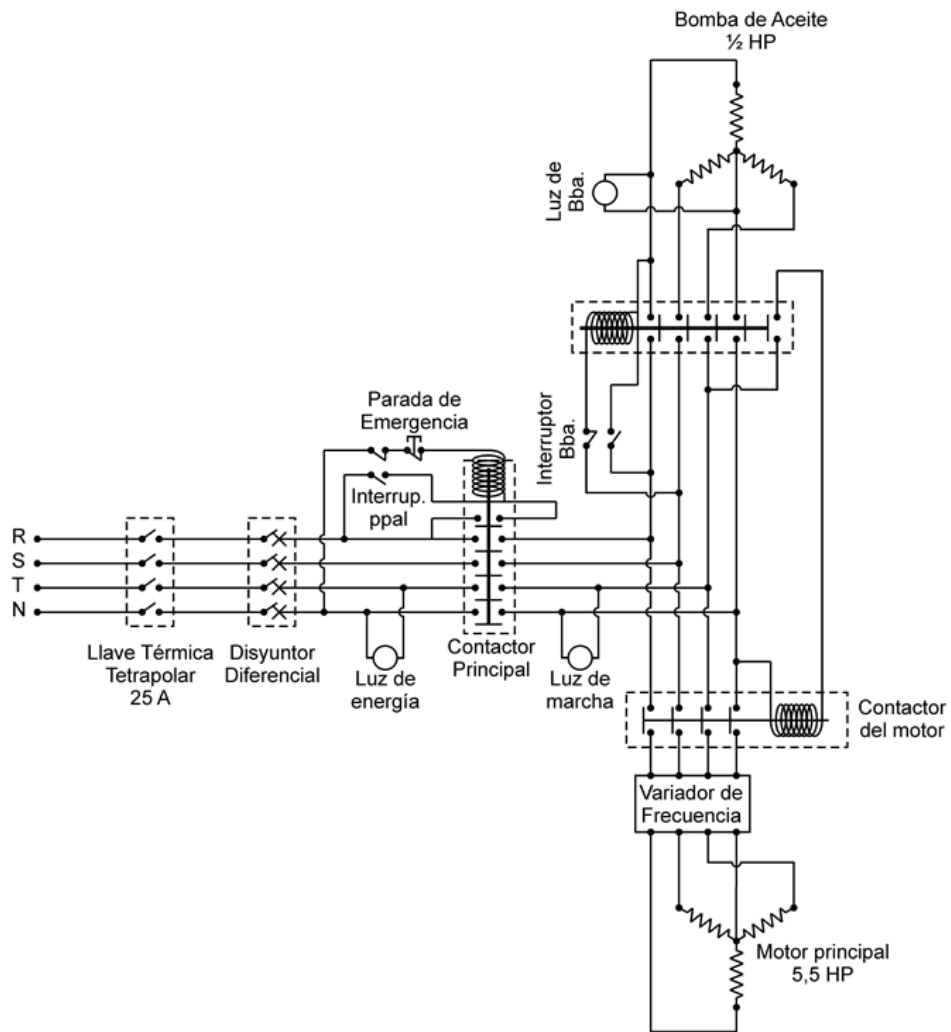 Bomba de Aceite
½ HP
Luz de
Bba.
Interruptor
Bba.
Parada de
Emergencia
Interrup.
ppal
R
S
T
N
Llave Térmica
Tetrapolar
25 A
Disyuntor
Diferencial
Luz de
energía
Contactor
Principal
Luz de
marcha
Contactor
del motor
Variador de
Frecuencia
Motor principal
5,5 HP